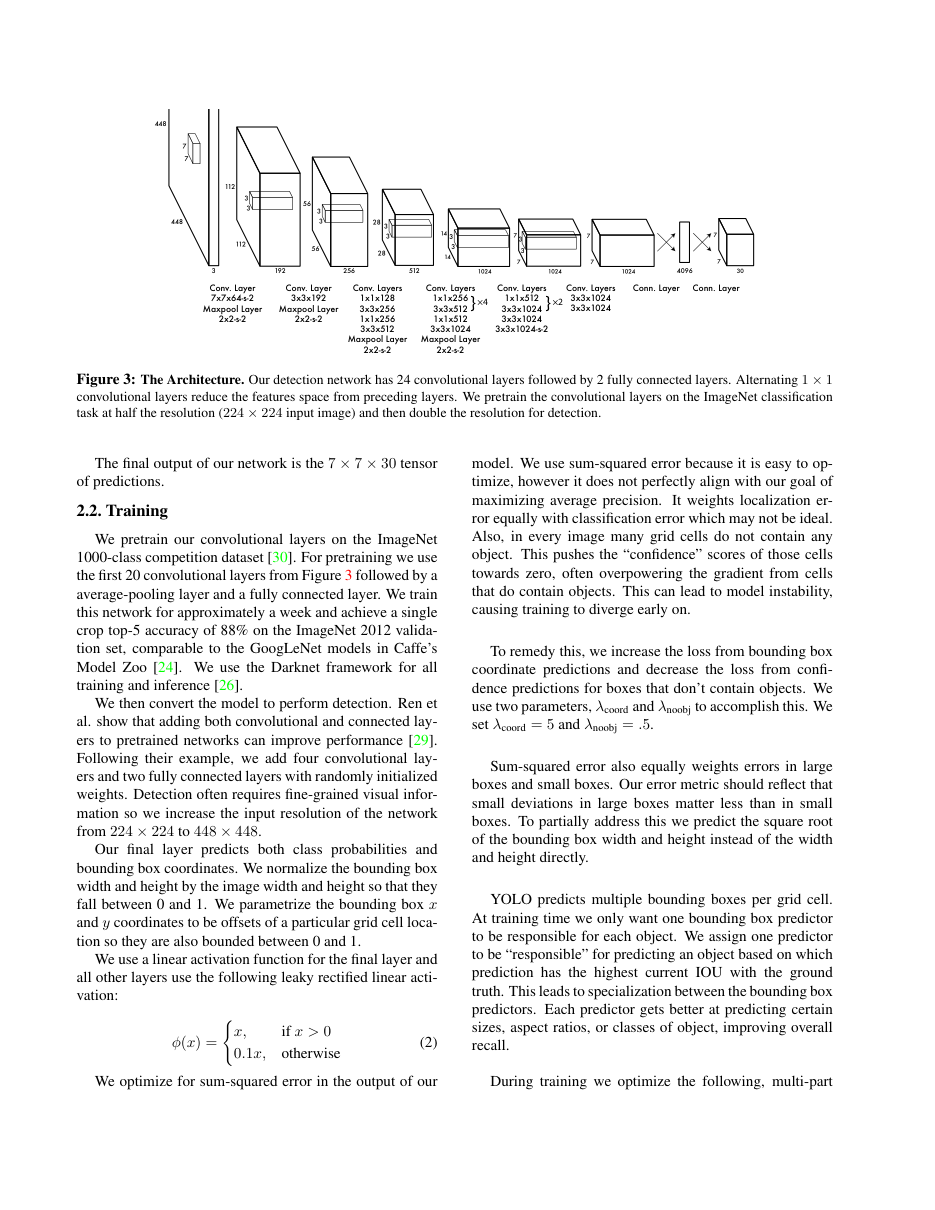 448
7
7
448
3
112
3
3
112
192
56
3
3
56
256
28
3
3
28
512
14
3
3
14
1024
7
3
3
7
1024
7
7
1024
4096
7
7
30
Conv. Layer
7x7x64-s-2
Maxpool Layer
2x2-s-2
Conv. Layer
3x3x192
Maxpool Layer
2x2-s-2
Conv. Layers
1x1x128
3x3x256
1x1x256
3x3x512
Maxpool Layer
2x2-s-2
Conv. Layers
1x1x256
3x3x512
}×4
1x1x512
3x3x1024
Maxpool Layer
2x2-s-2
Conv. Layers
1x1x512
3x3x1024
}×2
3x3x1024
3x3x1024-s-2
Conv. Layers
3x3x1024
3x3x1024
Conn. Layer
Conn. Layer
Figure 3: The Architecture. Our detection network has 24 convolutional layers followed by 2 fully connected layers. Alternating 1 × 1
convolutional layers reduce the features space from preceding layers. We pretrain the convolutional layers on the ImageNet classification
task at half the resolution (224 × 224 input image) and then double the resolution for detection.
The final output of our network is the 7 × 7 × 30 tensor
of predictions.
2.2. Training
We pretrain our convolutional layers on the ImageNet
1000-class competition dataset [30]. For pretraining we use
the first 20 convolutional layers from Figure 3 followed by a
average-pooling layer and a fully connected layer. We train
this network for approximately a week and achieve a single
crop top-5 accuracy of 88% on the ImageNet 2012 valida-
tion set, comparable to the GoogLeNet models in Caffe's
Model Zoo [24]. We use the Darknet framework for all
training and inference [26].
We then convert the model to perform detection. Ren et
al. show that adding both convolutional and connected lay-
ers to pretrained networks can improve performance [29].
Following their example, we add four convolutional lay-
ers and two fully connected layers with randomly initialized
weights. Detection often requires fine-grained visual infor-
mation so we increase the input resolution of the network
from 224 × 224 to 448 × 448.
Our final layer predicts both class probabilities and
bounding box coordinates. We normalize the bounding box
width and height by the image width and height so that they
fall between 0 and 1. We parametrize the bounding box x
and y coordinates to be offsets of a particular grid cell loca-
tion so they are also bounded between 0 and 1.
We use a linear activation function for the final layer and
all other layers use the following leaky rectified linear acti-
vation:
φ(x) = { x, if x > 0
0.1x, otherwise (2)
We optimize for sum-squared error in the output of our
model. We use sum-squared error because it is easy to op-
timize, however it does not perfectly align with our goal of
maximizing average precision. It weights localization er-
ror equally with classification error which may not be ideal.
Also, in every image many grid cells do not contain any
object. This pushes the “confidence” scores of those cells
towards zero, often overpowering the gradient from cells
that do contain objects. This can lead to model instability,
causing training to diverge early on.
To remedy this, we increase the loss from bounding box
coordinate predictions and decrease the loss from confi-
dence predictions for boxes that don't contain objects. We
use two parameters, λcoord and λnoobj to accomplish this. We
set λcoord = 5 and λnoobj = .5.
Sum-squared error also equally weights errors in large
boxes and small boxes. Our error metric should reflect that
small deviations in large boxes matter less than in small
boxes. To partially address this we predict the square root
of the bounding box width and height instead of the width
and height directly.
YOLO predicts multiple bounding boxes per grid cell.
At training time we only want one bounding box predictor
to be responsible for each object. We assign one predictor
to be “responsible” for predicting an object based on which
prediction has the highest current IOU with the ground
truth. This leads to specialization between the bounding box
predictors. Each predictor gets better at predicting certain
sizes, aspect ratios, or classes of object, improving overall
recall.
During training we optimize the following, multi-part